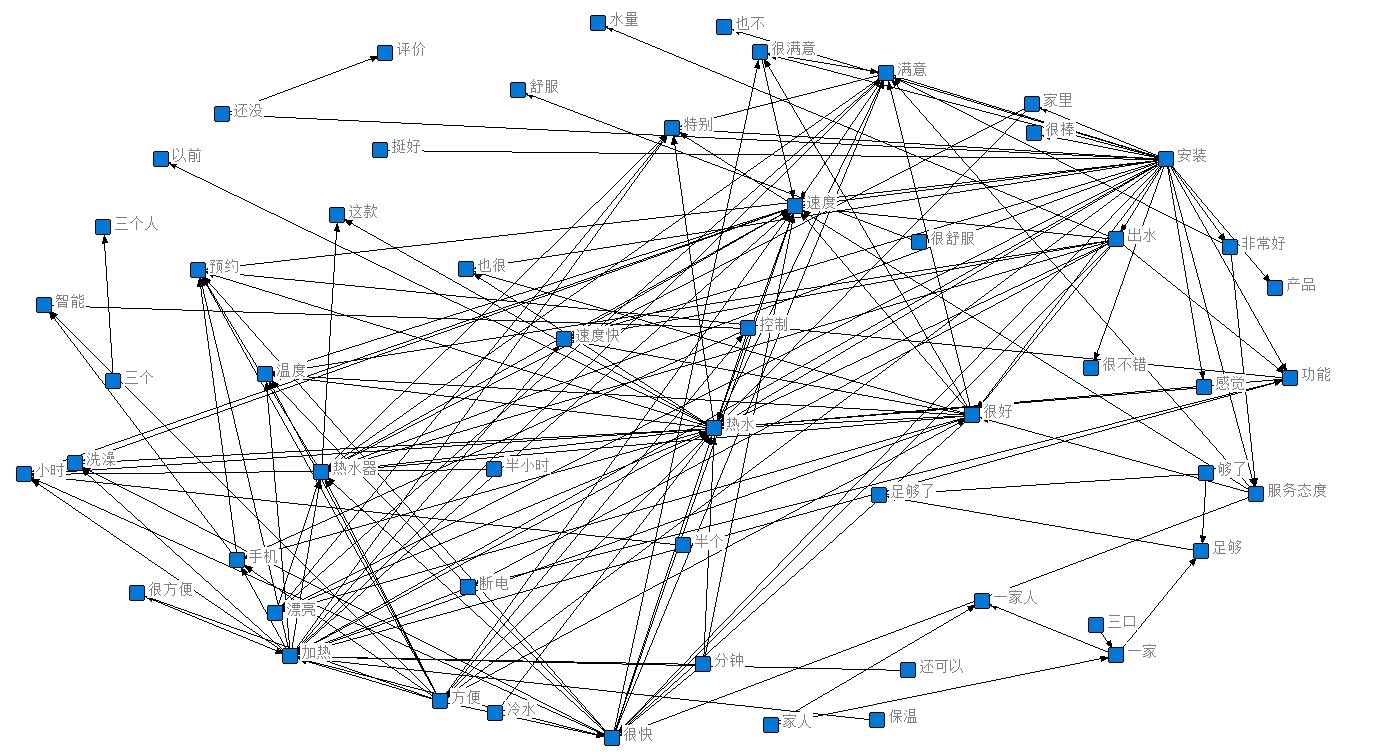 水量
也不
很满意
评价
满意
舒服
家里
还没
特别
很棒
挺好
以前
安装
速度
这款
三个人
很舒服
出水
非常好
预约
也很
产品
智能
控制
速度快
很不错
温度
功能
三个
感觉
很好
热水
洗澡
小时
热水器
半小时
够了
足够了
服务态度
半个
足够
手机
断电
很方便
一家人
漂亮
三口
加热
一家
分钟
还可以
方便
冷水
家人
保温
很快